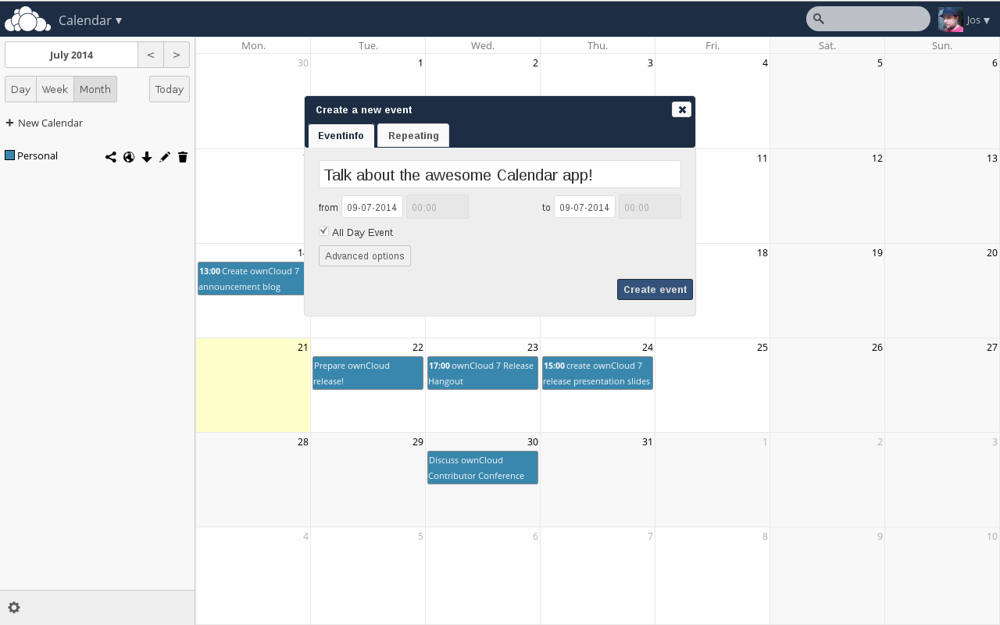 Calendar ▾
Jos ▾
July 2014 < >
Day Week Month Today
+ New Calendar
Personal
Mon. Tue. Wed. Thu. Fri. Sat. Sun.
30 1 2 3 4 5 6
Create a new event
Eventinfo Repeating
Talk about the awesome Calendar app!
from 09-07-2014 00:00 to 09-07-2014 00:00
All Day Event
Advanced options
Create event
11 12 13
18 19 20
13:00 Create ownCloud 7
announcement blog
21 22 23 24 25 26 27
Prepare ownCloud
release!
17:00 ownCloud 7 Release
Hangout
15:00 create ownCloud 7
release presentation slides
28 29 30 31 1 2 3
Discuss ownCloud
Contributor Conference
4 5 6 7 8 9 10